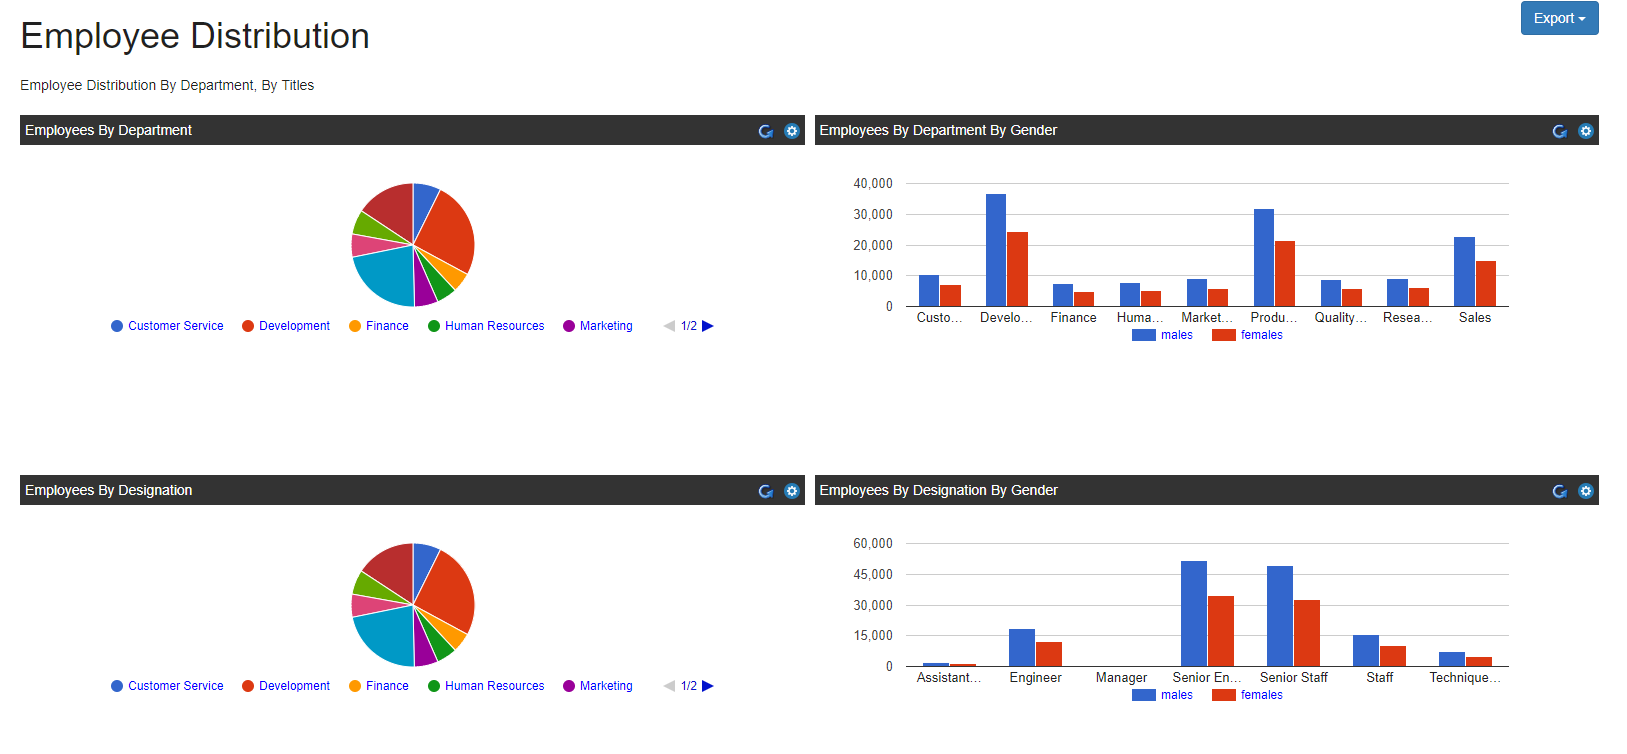 Employee Distribution
Export
Employee Distribution By Department, By Titles
Employees By Department
Customer Service Development Finance Human Resources Marketing 1/2
Employees By Department By Gender
40,000
30,000
20,000
10,000
0
Custo... Develo... Finance Huma... Market... Produ... Quality... Resea... Sales
males females
Employees By Designation
Customer Service Development Finance Human Resources Marketing 1/2
Employees By Designation By Gender
60,000
45,000
30,000
15,000
0
Assistant... Engineer Manager Senior En... Senior Staff Staff Technique...
males females